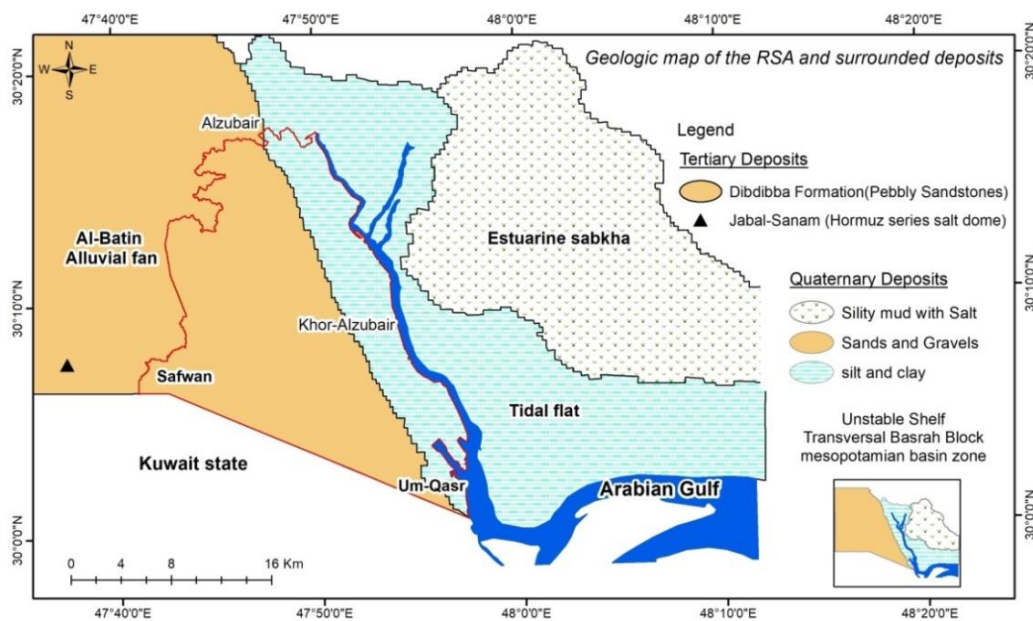 47°40'0"E 47°50'0"E 48°0'0"E 48°10'0"E 48°20'0"E
Geologic map of the RSA and surrounded deposits
N
W E
S
30°20'0"N
30°20'0"N
Alzubair
Legend
Tertiary Deposits
Dibdibba Formation(Pebbly Sandstones)
Jabal-Sanam (Hormuz series salt dome)
Al-Batin
Alluvial fan
Estuarine sabkha
Quaternary Deposits
Sility mud with Salt
Sands and Gravels
silt and clay
30°10'0"N
30°10'0"N
Khor-Alzubair
Safwan
Tidal flat
Unstable Shelf
Transversal Basrah Block
mesopotamian basin zone
Kuwait state
Um-Qasr
Arabian Gulf
30°0'0"N
30°0'0"N
0 4 8 16 Km
47°40'0"E 47°50'0"E 48°0'0"E 48°10'0"E 48°20'0"E